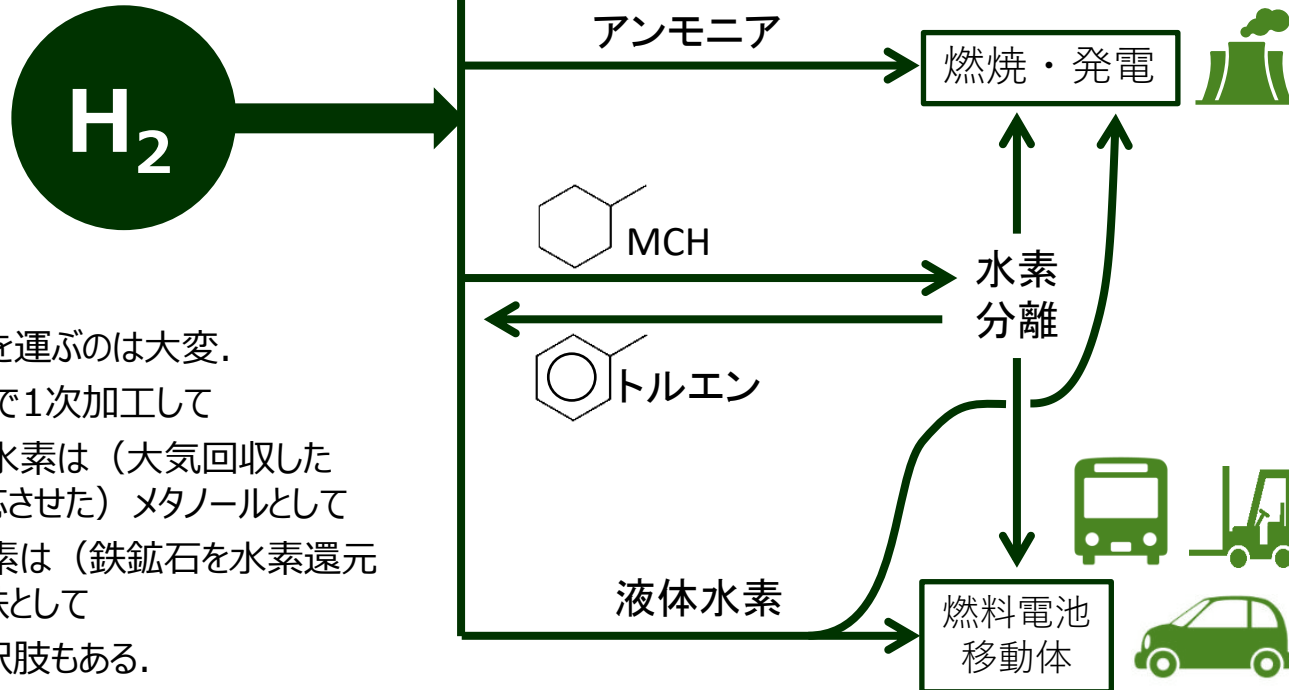 H₂
アンモニア
燃焼・発電
MCH
水素
分離
トルエン
を運ぶのは大変.
で1次加工して
水素は（大気回収した
させた）メタノールとして
素は（鉄鉱石を水素還元
として
択肢もある.
液体水素
燃料電池
移動体